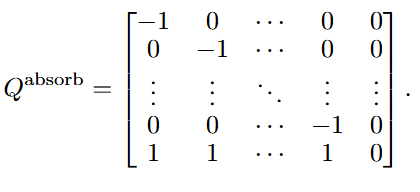 Q^absorb = [ −1 0 ⋯ 0 0
0 −1 ⋯ 0 0
⋮ ⋮ ⋱ ⋮ ⋮
0 0 ⋯ −1 0
1 1 ⋯ 1 0 ] .